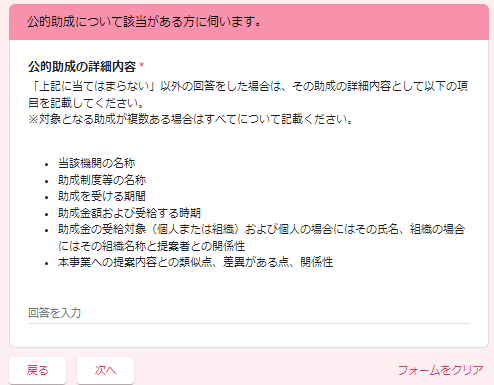 公的助成について該当がある方に伺います。
公的助成の詳細内容 *
「上記に当てはまらない」以外の回答をした場合は、その助成の詳細内容として以下の項
目を記載してください。
※対象となる助成が複数ある場合はすべてについて記載ください。
• 当該機関の名称
• 助成制度等の名称
• 助成を受ける期間
• 助成金額および受給する時期
• 助成金の受給対象（個人または組織）および個人の場合にはその氏名、組織の場合
にはその組織名称と提案者との関係性
• 本事業への提案内容との類似点、差異がある点、関係性
回答を入力
戻る 次へ フォームをクリア